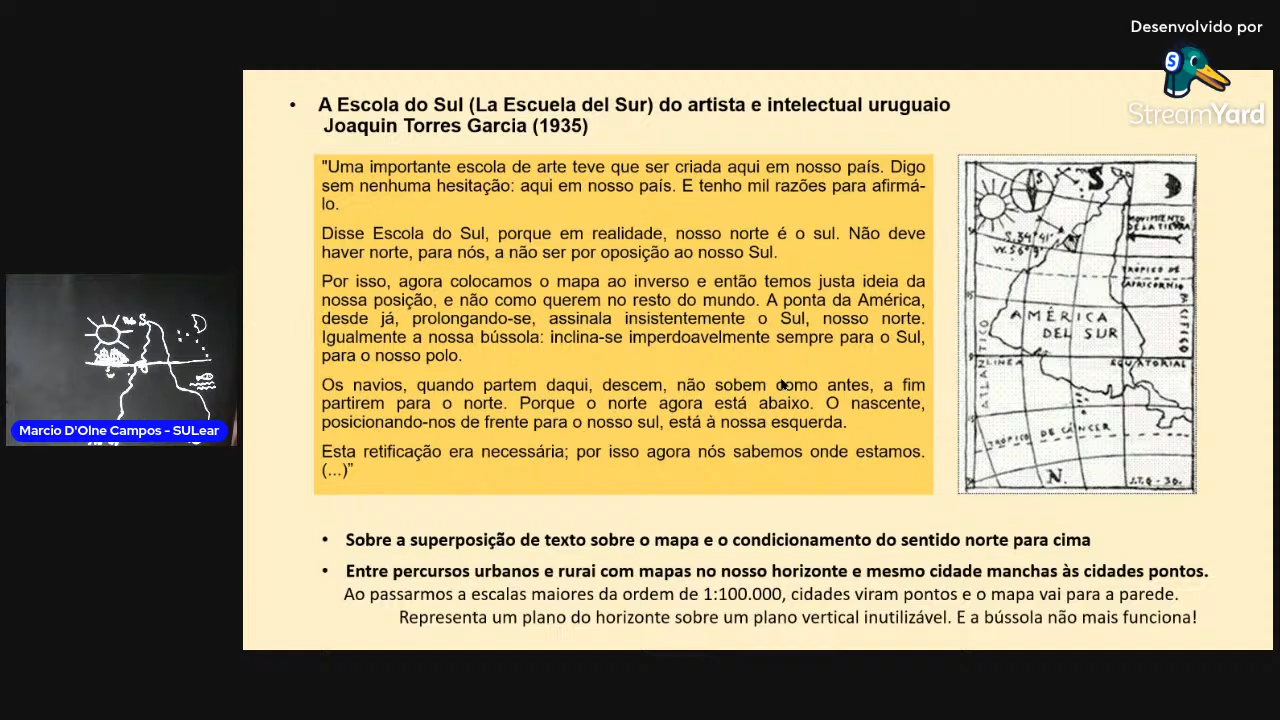 Desenvolvido por
StreamYard
• A Escola do Sul (La Escuela del Sur) do artista e intelectual uruguaio
Joaquin Torres Garcia (1935)
"Uma importante escola de arte teve que ser criada aqui em nosso país. Digo
sem nenhuma hesitação: aqui em nosso país. E tenho mil razões para afirmá-
lo.
Disse Escola do Sul, porque em realidade, nosso norte é o sul. Não deve
haver norte, para nós, a não ser por oposição ao nosso Sul.
Por isso, agora colocamos o mapa ao inverso e então temos justa ideia da
nossa posição, e não como querem no resto do mundo. A ponta da América,
desde já, prolongando-se, assinala insistentemente o Sul, nosso norte.
Igualmente a nossa bússola: inclina-se imperdoavelmente sempre para o Sul,
para o nosso polo.
Os navios, quando partem daqui, descem, não sobem como antes, a fim
partirem para o norte. Porque o norte agora está abaixo. O nascente,
posicionando-nos de frente para o nosso sul, está à nossa esquerda.
Esta retificação era necessária; por isso agora nós sabemos onde estamos.
(...)”
S
S
MOVIMIENTO
DE LA TIERRA
S. 34°41'
TRÓPICO DE
CAPRICORNIO
PACIFICO
AMÉRICA
DEL SUR
ATLANTICO
LINEA
ECUATORIAL
TRÓPICO DE CÁNCER
N.
Marcio D'Olne Campos - SULear
• Sobre a superposição de texto sobre o mapa e o condicionamento do sentido norte para cima
• Entre percursos urbanos e rurai com mapas no nosso horizonte e mesmo cidade manchas às cidades pontos.
Ao passarmo a escalas maiores da ordem de 1:100.000, cidades viram pontos e o mapa vai para a parede.
Representa um plano do horizonte sobre um plano vertical inutilizável. E a bússola não mais funciona!